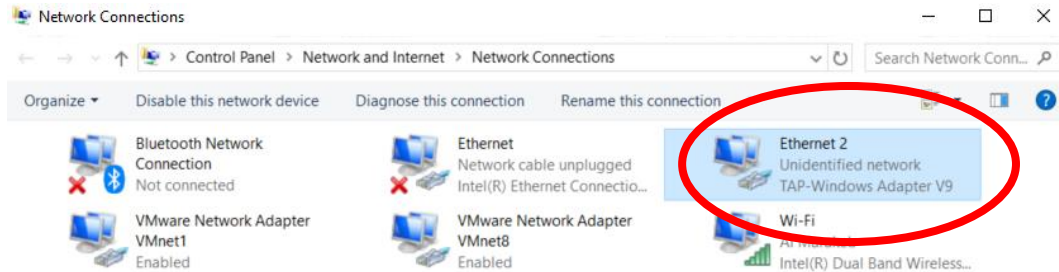 Network Connections
Control Panel > Network and Internet > Network Connections
Search Network Conn...
Organize
Disable this network device
Diagnose this connection
Rename this connection
Bluetooth Network
Connection
Not connected
Ethernet
Network cable unplugged
Intel(R) Ethernet Connectio...
Ethernet 2
Unidentified network
TAP-Windows Adapter V9
VMware Network Adapter
VMnet1
Enabled
VMware Network Adapter
VMnet8
Enabled
Wi-Fi
Intel(R) Dual Band Wireless...